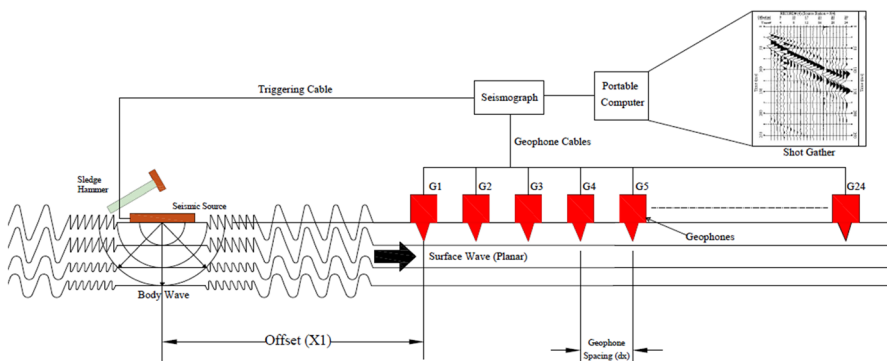 Triggering Cable
Seismograph
Portable
Computer
Shot Gather
Geophone Cables
Sledge
Hammer
Seismic Source
G1
G2
G3
G4
G5
G24
Geophones
Surface Wave (Planar)
Body Wave
Offset (X1)
Geophone
Spacing (dx)